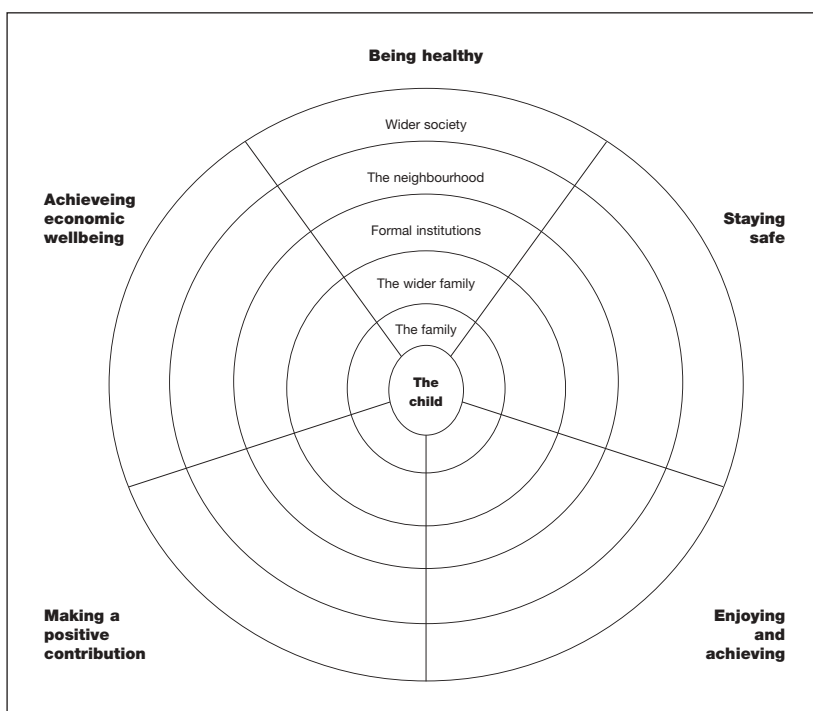 Being healthy
Wider society
The neighbourhood
Formal institutions
The wider family
The family
The
child
Achieveing
economic
wellbeing
Staying
safe
Making a
positive
contribution
Enjoying
and
achieving